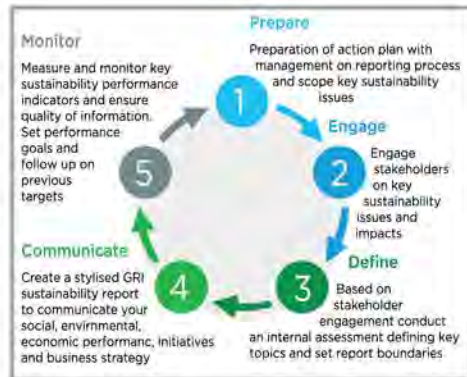 Prepare
1
Preparation of action plan with
management on reporting process
and scope key sustainability
issues
Engage
2
Engage
stakeholders
on key
sustainability
issues and
impacts
Define
3
Based on
stakeholder
engagement conduct
an internal assessment defining key
topics and set report boundaries
Communicate
4
Create a stylised GRI
sustainability report
to communicate your
social, envirnmental,
economic performanc, initiatives
and business strategy
Monitor
5
Measure and monitor key
sustainability performance
indicators and ensure
quality of information.
Set performance
goals and
follow up on
previous
targets